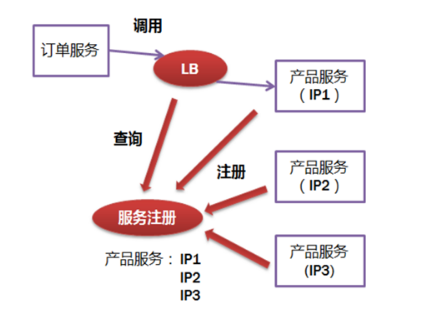 调用
订单服务
LB
产品服务
（IP1）
查询
注册
产品服务
（IP2）
服务注册
产品服务：IP1
IP2
IP3
产品服务
(IP3)